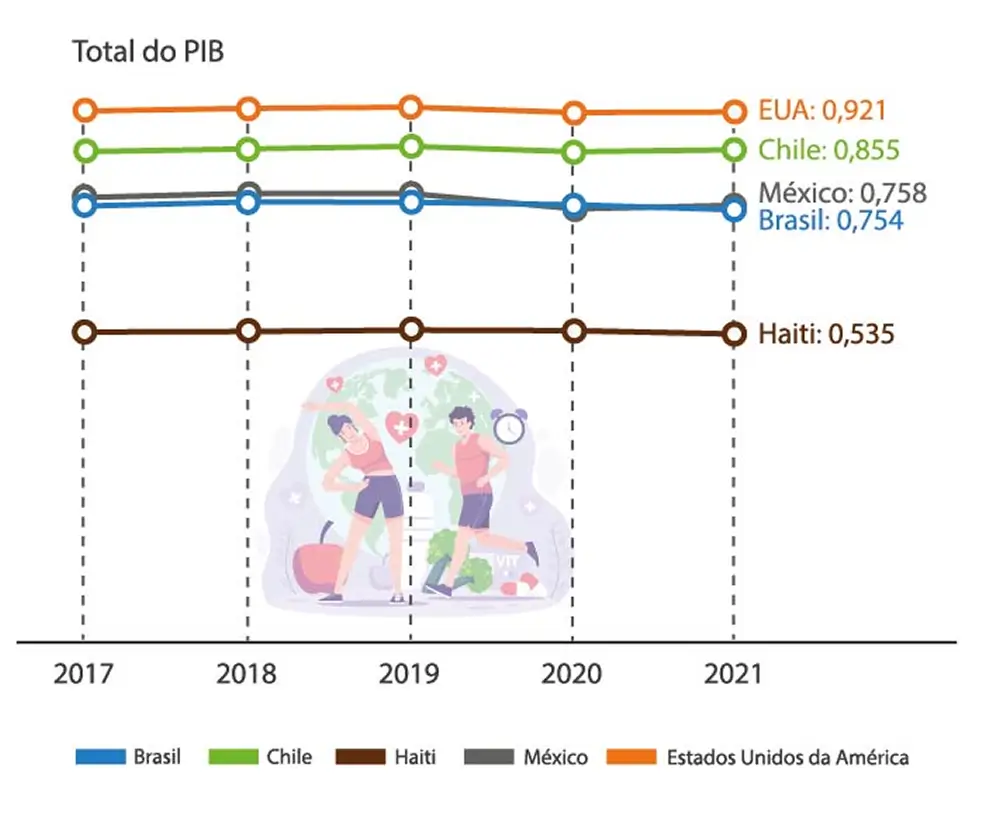 Total do PIB
EUA: 0,921
Chile: 0,855
México: 0,758
Brasil: 0,754
Haiti: 0,535
VIT
2017 2018 2019 2020 2021
Brasil Chile Haiti México Estados Unidos da América